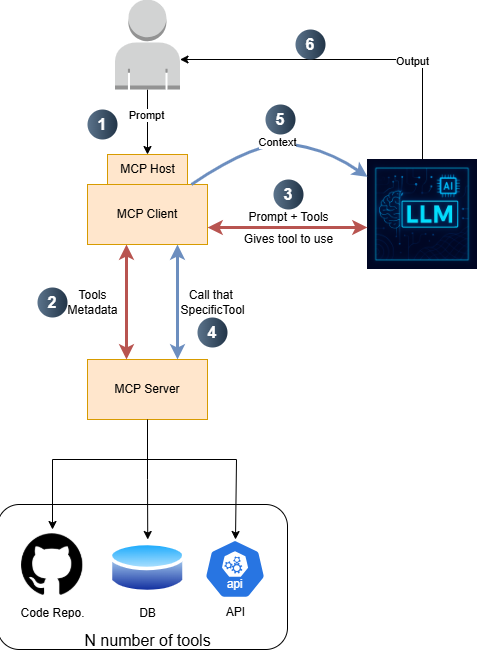 6
Output
1
Prompt
5
Context
MCP Host
MCP Client
3
Prompt + Tools
Gives tool to use
AI
LLM
2
Tools
Metadata
Call that
SpecificTool
4
MCP Server
api
Code Repo.
DB
API
N number of tools